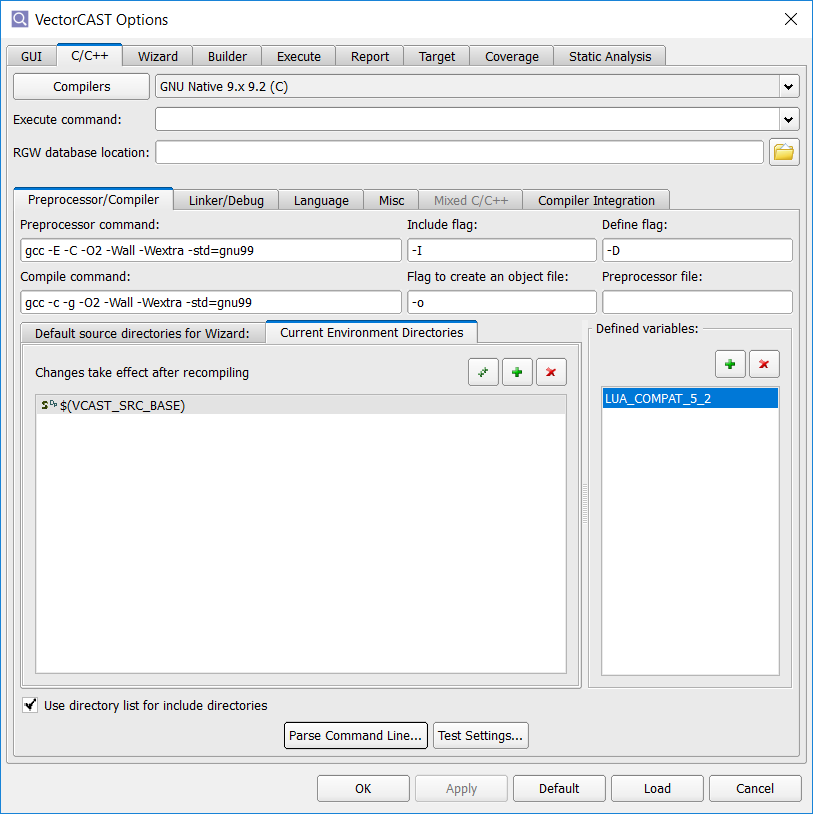 VectorCAST Options
GUI C/C++ Wizard Builder Execute Report Target Coverage Static Analysis
Compilers GNU Native 9.x 9.2 (C)
Execute command:
RGW database location:
Preprocessor/Compiler Linker/Debug Language Misc Mixed C/C++ Compiler Integration
Preprocessor command: Include flag: Define flag:
gcc -E -C -O2 -Wall -Wextra -std=gnu99 -I -D
Compile command: Flag to create an object file: Preprocessor file:
gcc -c -g -O2 -Wall -Wextra -std=gnu99 -o
Default source directories for Wizard: Current Environment Directories Defined variables:
Changes take effect after recompiling
$(VCAST_SRC_BASE) LUA_COMPAT_5_2
Use directory list for include directories
Parse Command Line... Test Settings...
OK Apply Default Load Cancel